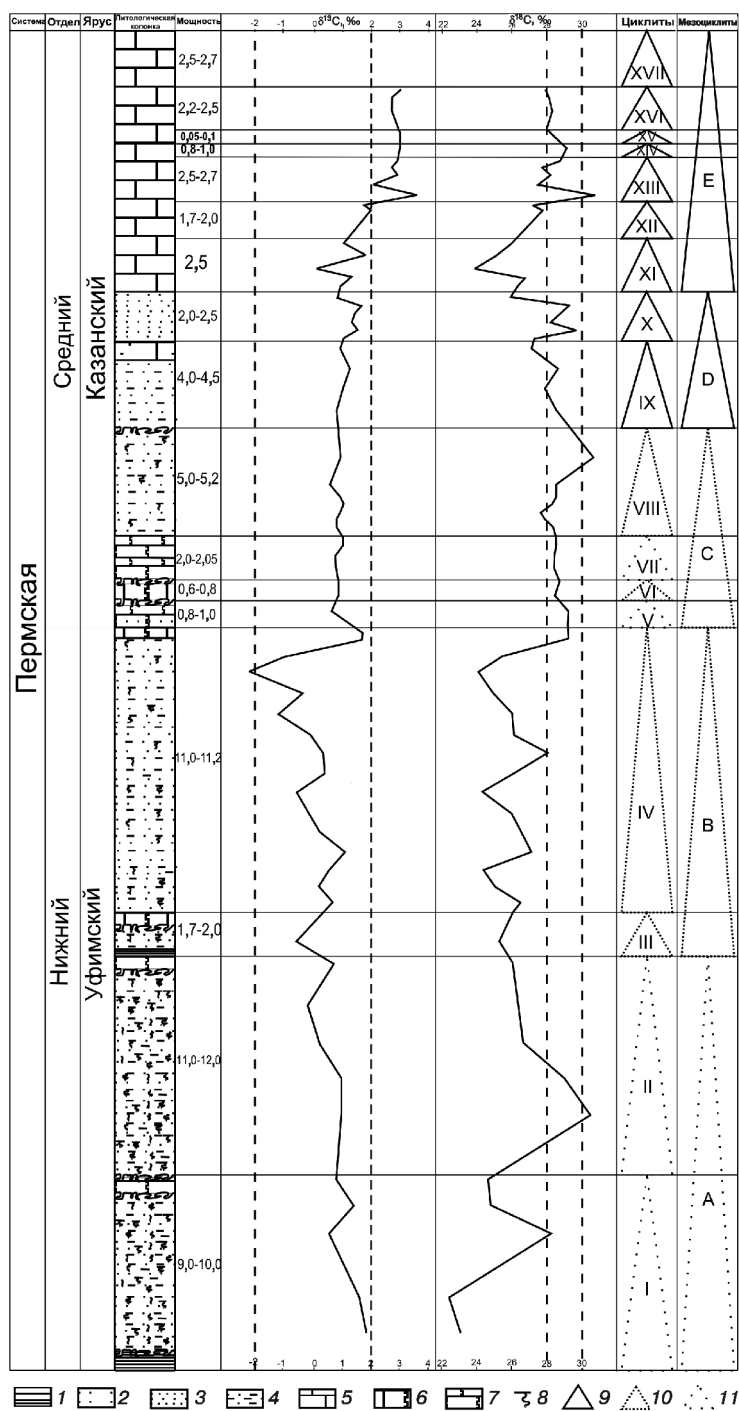 Система Отдел Ярус Литологическая колонка Мощность δ¹³C, ‰ δ¹⁸C, ‰ Циклиты Мезоциклиты
-2 -1 0 1 2 3 4 22 24 26 28 30
2,5-2,7 XVII
2,2-2,5 XVI
0,05-0,1 XV
0,8-1,0 XIV
2,5-2,7 XIII E
1,7-2,0 XII
2,5 XI
2,0-2,5 X
4,0-4,5 IX D
5,0-5,2 VIII
2,0-2,05 VII C
0,6-0,8 VI
0,8-1,0 V
11,0-11,2 IV B
1,7-2,0 III
11,0-12,0 II
9,0-10,0 I A
Пермская
Средний
Нижний
Казанский
Уфимский
-2 -1 0 1 2 3 4 22 24 26 28 30
1 2 3 4 5 6 7 8 9 10 11